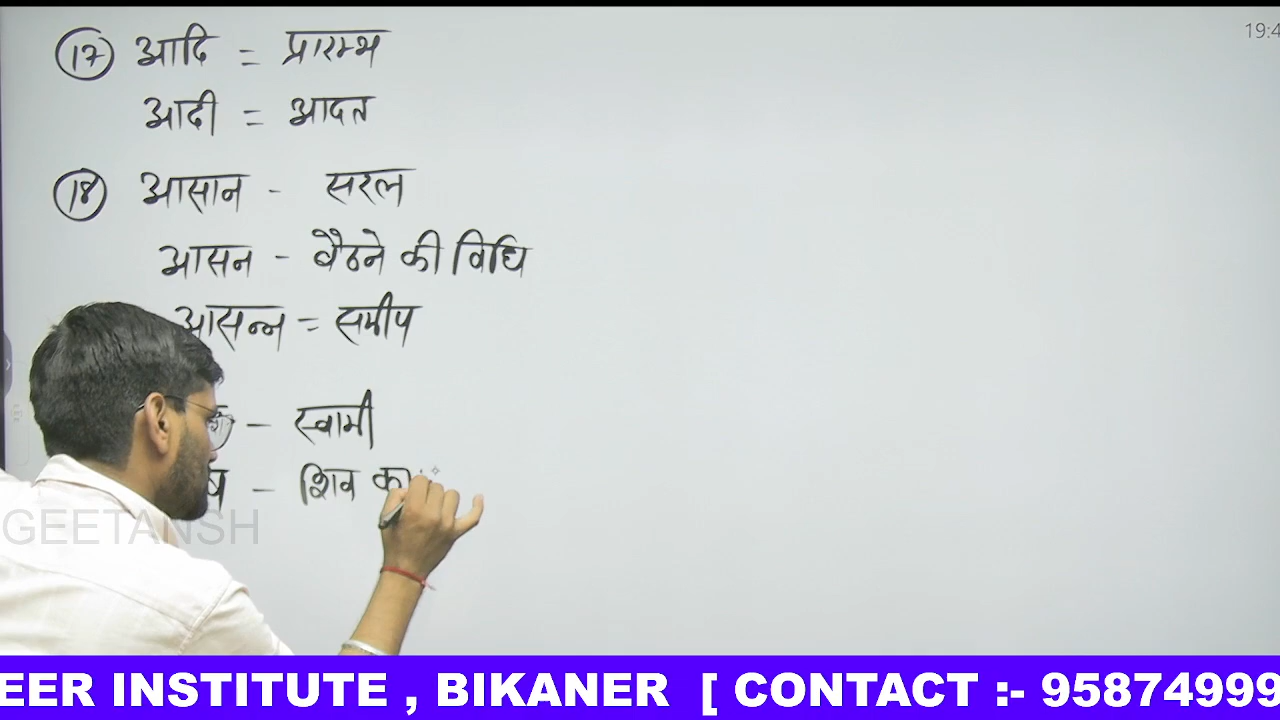 19:4
(17) आदि = प्रारम्भ
आदी = आदत
(18) आसान - सरल
आसन - बैठने की विधि
आसन्न = समीप
श - स्वामी
ष - शिव का
GEETANSH
EER INSTITUTE , BIKANER [ CONTACT :- 95874999